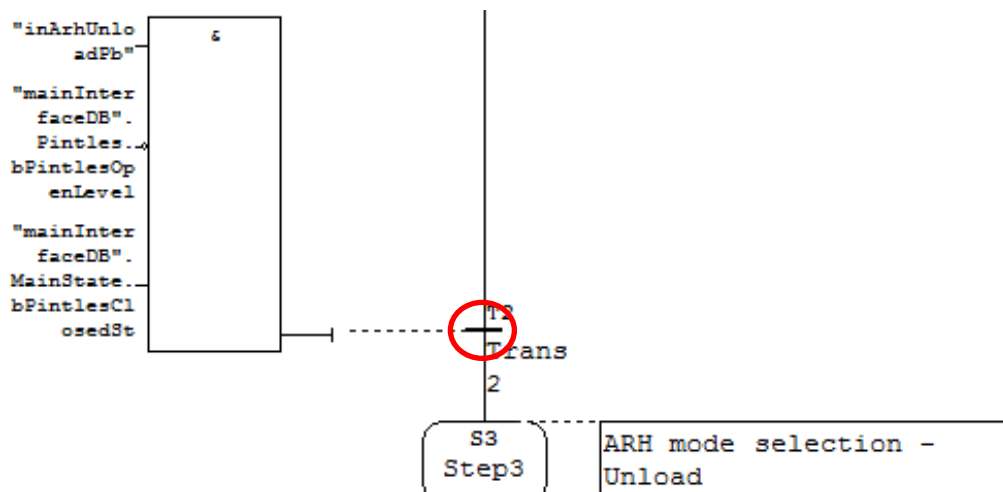 "inArhUnlo
adPb"
&
"mainInter
faceDB".
Pintles.
bPintlesOp
enLevel
"mainInter
faceDB".
MainState.
bPintlesCl
osedSt
T2
Trans
2
S3
Step3
ARH mode selection -
Unload